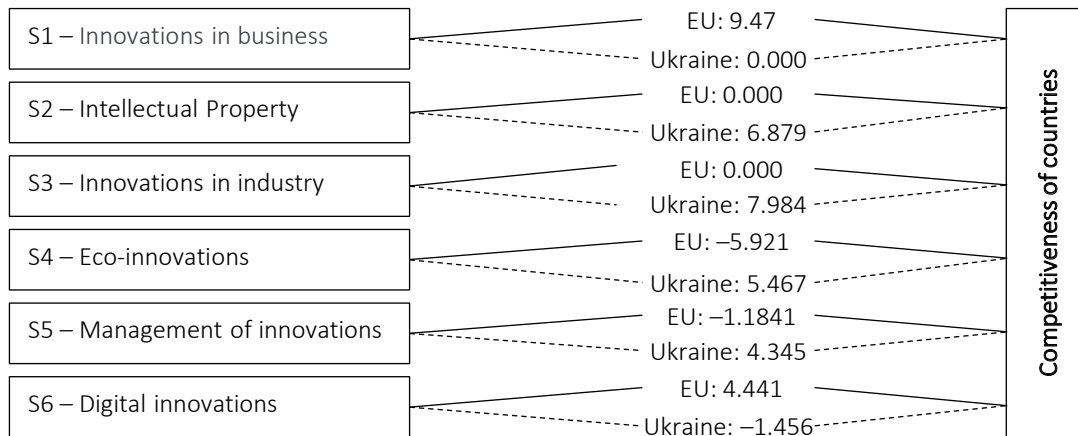 S1 – Innovations in business
EU: 9.47
Ukraine: 0.000
S2 – Intellectual Property
EU: 0.000
Ukraine: 6.879
S3 – Innovations in industry
EU: 0.000
Ukraine: 7.984
S4 – Eco-innovations
EU: –5.921
Ukraine: 5.467
S5 – Management of innovations
EU: –1.1841
Ukraine: 4.345
S6 – Digital innovations
EU: 4.441
Ukraine: –1.456
Competitiveness of countries